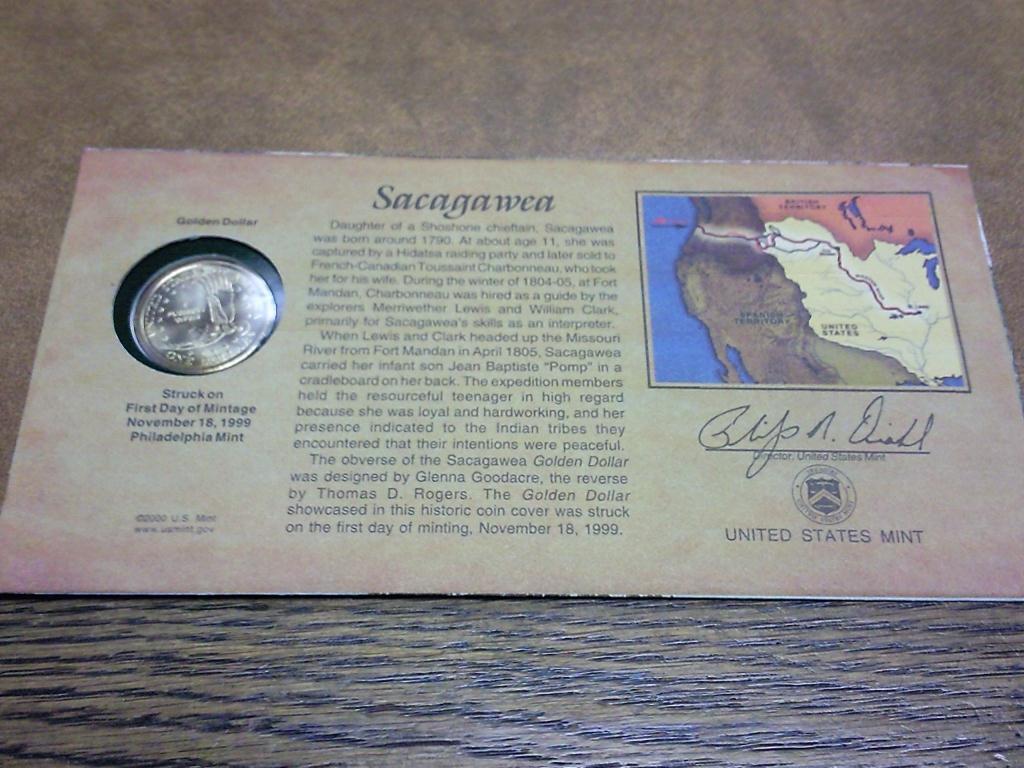 Sacagawea
Golden Dollar
Struck on
First Day of Mintage
November 18, 1999
Philadelphia Mint
©2000 U.S. Mint
www.usmint.gov
Daughter of a Shoshone chieftain, Sacagawea
was born around 1790. At about age 11, she was
captured by a Hidatsa raiding party and later sold to
French-Canadian Toussaint Charbonneau, who took
her for his wife. During the winter of 1804-05, at Fort
Mandan, Charbonneau was hired as a guide by the
explorers Merriwether Lewis and William Clark,
primarily for Sacagawea's skills as an interpreter.
When Lewis and Clark headed up the Missouri
River from Fort Mandan in April 1805, Sacagawea
carried her infant son Jean Baptiste "Pomp" in a
cradleboard on her back. The expedition members
held the resourceful teenager in high regard
because she was loyal and hardworking, and her
presence indicated to the Indian tribes they
encountered that their intentions were peaceful.
The obverse of the Sacagawea Golden Dollar
was designed by Glenna Goodacre, the reverse
by Thomas D. Rogers. The Golden Dollar
showcased in this historic coin cover was struck
on the first day of minting, November 18, 1999.
BRITISH
TERRITORY
SPANISH
TERRITORY
UNITED
STATES
Philip N. Diehl
Director, United States Mint
UNITED STATES MINT